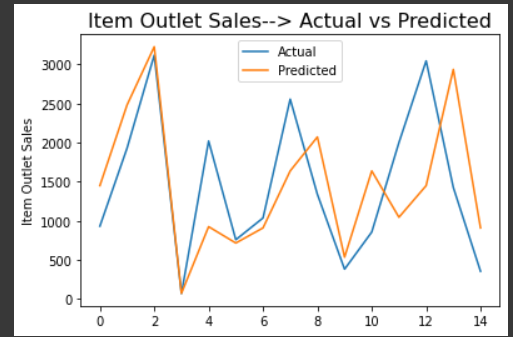 Item Outlet Sales--> Actual vs Predicted
Actual
Predicted
Item Outlet Sales
3000
2500
2000
1500
1000
500
0
0 2 4 6 8 10 12 14